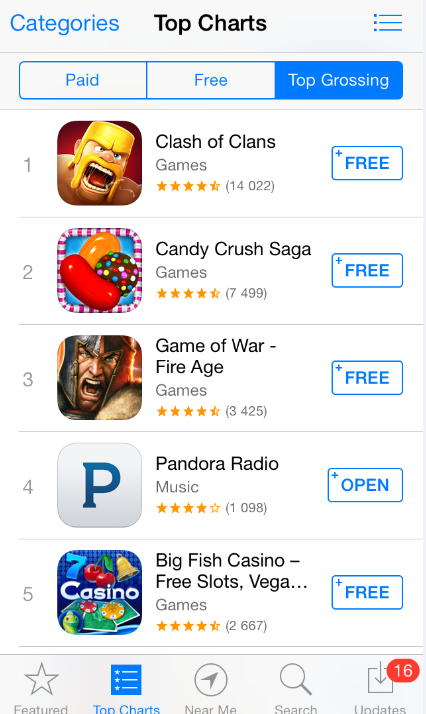 Categories
Top Charts
Paid
Free
Top Grossing
1
Clash of Clans
Games
(14 022)
+ FREE
2
Candy Crush Saga
Games
(7 499)
+ FREE
3
Game of War -
Fire Age
Games
(3 425)
+ FREE
4
P
Pandora Radio
Music
(1 098)
+ OPEN
5
Casino
Big Fish Casino –
Free Slots, Vega...
Games
(2 667)
+ FREE
16
Featured
Top Charts
Near Me
Search
Updates